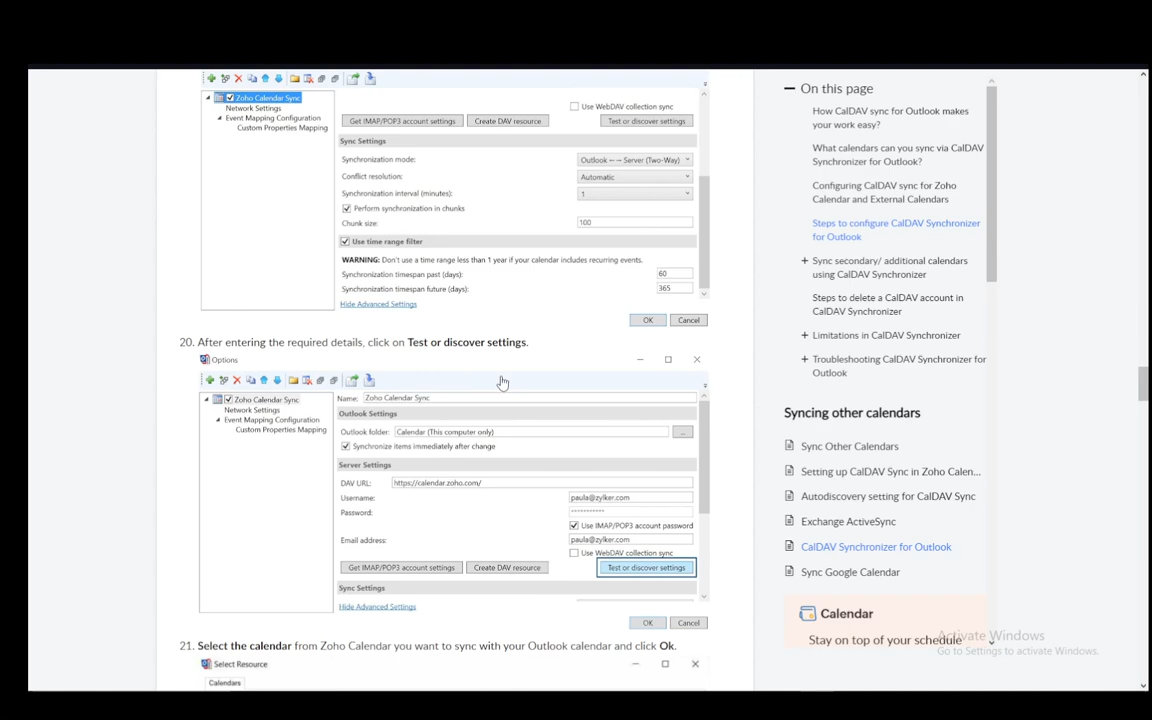 Zoho Calendar Sync
Network Settings
Event Mapping Configuration
Custom Properties Mapping
Use WebDAV collection sync
Get IMAP/POP3 account settings
Create DAV resource
Test or discover settings
Sync Settings
Synchronization mode:
Outlook ←→ Server (Two-Way)
Conflict resolution:
Automatic
Synchronization interval (minutes):
1
Perform synchronization in chunks
Chunk size:
100
Use time range filter
WARNING: Don't use a time range less than 1 year if your calendar includes recurring events.
Synchronization timespan past (days):
60
Synchronization timespan future (days):
365
Hide Advanced Settings
OK
Cancel
20. After entering the required details, click on Test or discover settings.
Options
Zoho Calendar Sync
Network Settings
Event Mapping Configuration
Custom Properties Mapping
Name: Zoho Calendar Sync
Outlook Settings
Outlook folder: Calendar (This computer only)
...
Synchronize items immediately after change
Server Settings
DAV URL: https://calendar.zoho.com/
Username: paula@zylker.com
Password: ***********
Use IMAP/POP3 account password
Email address: paula@zylker.com
Use WebDAV collection sync
Get IMAP/POP3 account settings
Create DAV resource
Test or discover settings
Sync Settings
Hide Advanced Settings
OK
Cancel
21. Select the calendar from Zoho Calendar you want to sync with your Outlook calendar and click Ok.
Select Resource
Calendars
On this page
How CalDAV sync for Outlook makes
your work easy?
What calendars can you sync via CalDAV
Synchronizer for Outlook?
Configuring CalDAV sync for Zoho
Calendar and External Calendars
Steps to configure CalDAV Synchronizer
for Outlook
+ Sync secondary/ additional calendars
using CalDAV Synchronizer
Steps to delete a CalDAV account in
CalDAV Synchronizer
+ Limitations in CalDAV Synchronizer
+ Troubleshooting CalDAV Synchronizer for
Outlook
Syncing other calendars
Sync Other Calendars
Setting up CalDAV Sync in Zoho Calen...
Autodiscovery setting for CalDAV Sync
Exchange ActiveSync
CalDAV Synchronizer for Outlook
Sync Google Calendar
Calendar
Stay on top of your schedule
Activate Windows
Go to Settings to activate Windows.